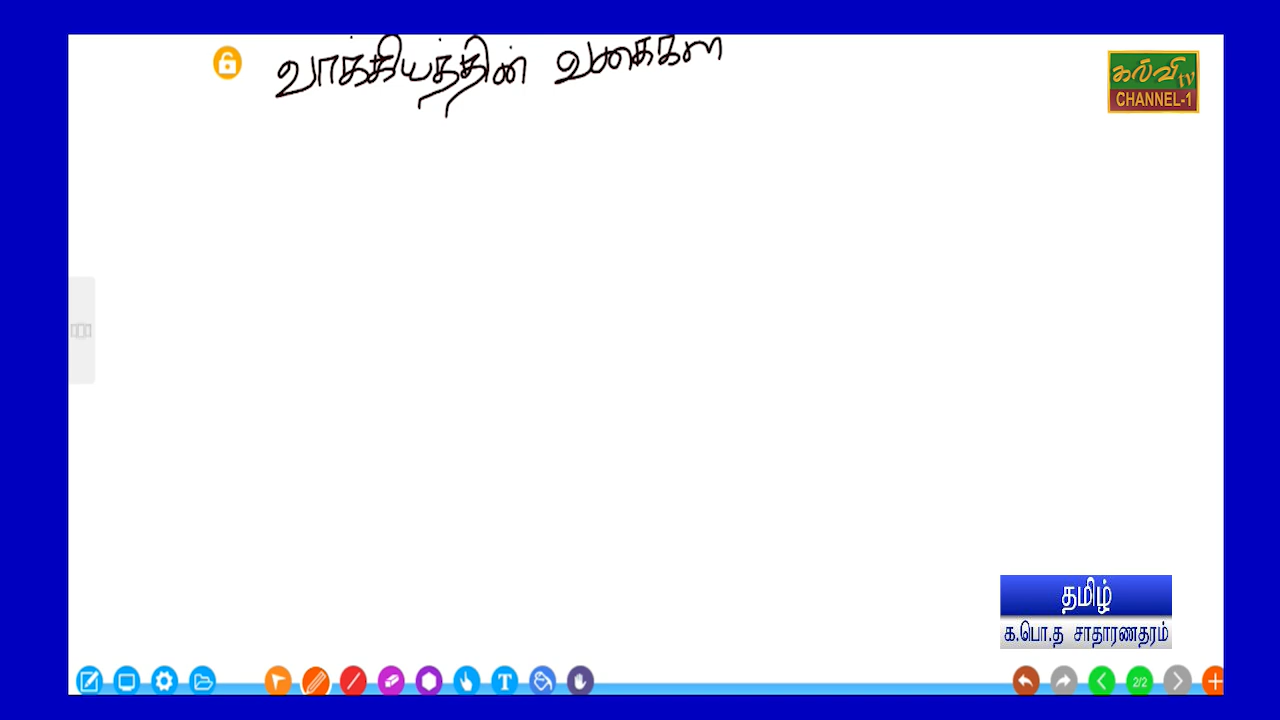 வாக்கியத்தின் வகைகள
கல்வி tv
CHANNEL-1
தமிழ்
க.பொ.த சாதாரணதரம்
T
2/2